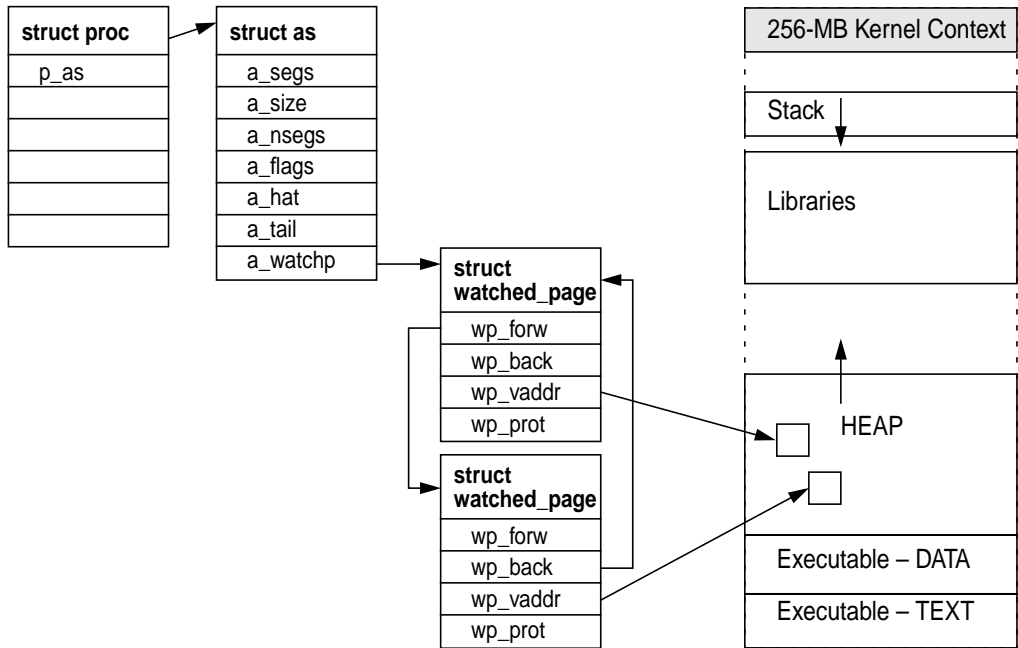 struct proc
p_as
struct as
a_segs
a_size
a_nsegs
a_flags
a_hat
a_tail
a_watchp
struct
watched_page
wp_forw
wp_back
wp_vaddr
wp_prot
struct
watched_page
wp_forw
wp_back
wp_vaddr
wp_prot
256-MB Kernel Context
Stack
Libraries
HEAP
Executable – DATA
Executable – TEXT